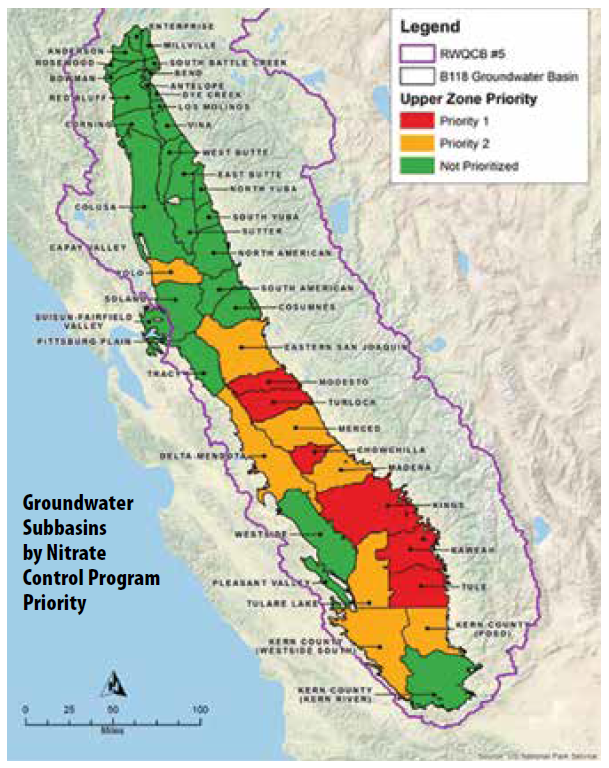 ENTERPRISE
MILLVILLE
ANDERSON
ROSEWOOD
SOUTH BATTLE CREEK
BEND
BOWMAN
ANTELOPE
DYE CREEK
RED BLUFF
LOS MOLINOS
CORNING
VINA
WEST BUTTE
EAST BUTTE
NORTH YUBA
COLUSA
SOUTH YUBA
SUTTER
CAPAY VALLEY
NORTH AMERICAN
YOLO
SOUTH AMERICAN
SOLANO
COSUMNES
SUISUN-FAIRFIELD
VALLEY
PITTSBURG PLAIN
EASTERN SAN JOAQUIN
TRACY
MODESTO
TURLOCK
MERCED
DELTA-MENDOTA
CHOWCHILLA
MADERA
KINGS
WESTSIDE
KAWEAH
PLEASANT VALLEY
TULE
TULARE LAKE
KERN COUNTY
(POSO)
KERN COUNTY
(WESTSIDE SOUTH)
KERN COUNTY
(KERN RIVER)
Legend
RWQCB #5
B118 Groundwater Basin
Upper Zone Priority
Priority 1
Priority 2
Not Prioritized
Groundwater
Subbasins
by Nitrate
Control Program
Priority
0 25 50 100
Miles
Source: US National Park Service